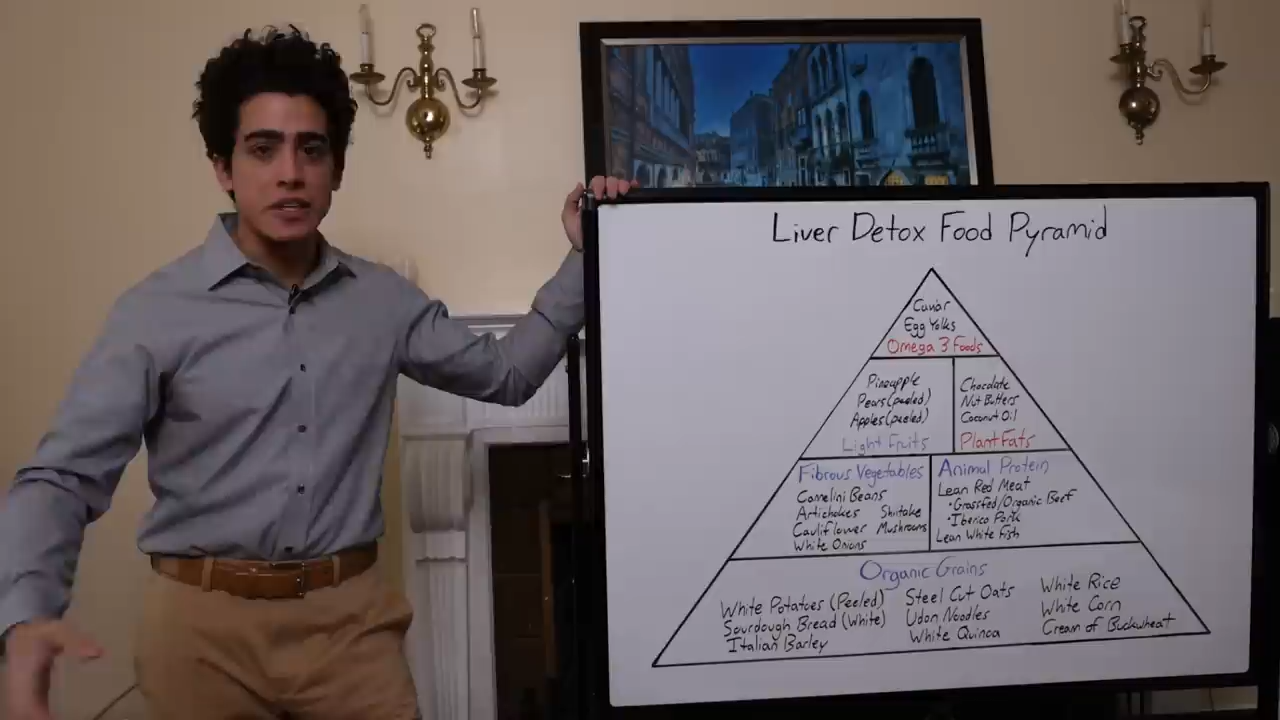 Liver Detox Food Pyramid
Caviar
Egg Yolks
Omega 3 Foods
Pineapple
Pears (peeled)
Apples (peeled)
Light Fruits
Chocolate
Nut Butters
Coconut Oil
Plant Fats
Fibrous Vegetables
Cannelini Beans
Artichokes Shitake
Cauliflower Mushrooms
White Onions
Animal Protein
Lean Red Meat
•Grassfed/Organic Beef
•Iberico Pork
Lean White Fish
Organic Grains
White Potatoes (Peeled)
Sourdough Bread (White)
Italian Barley
Steel Cut Oats
Udon Noodles
White Quinoa
White Rice
White Corn
Cream of Buckwheat